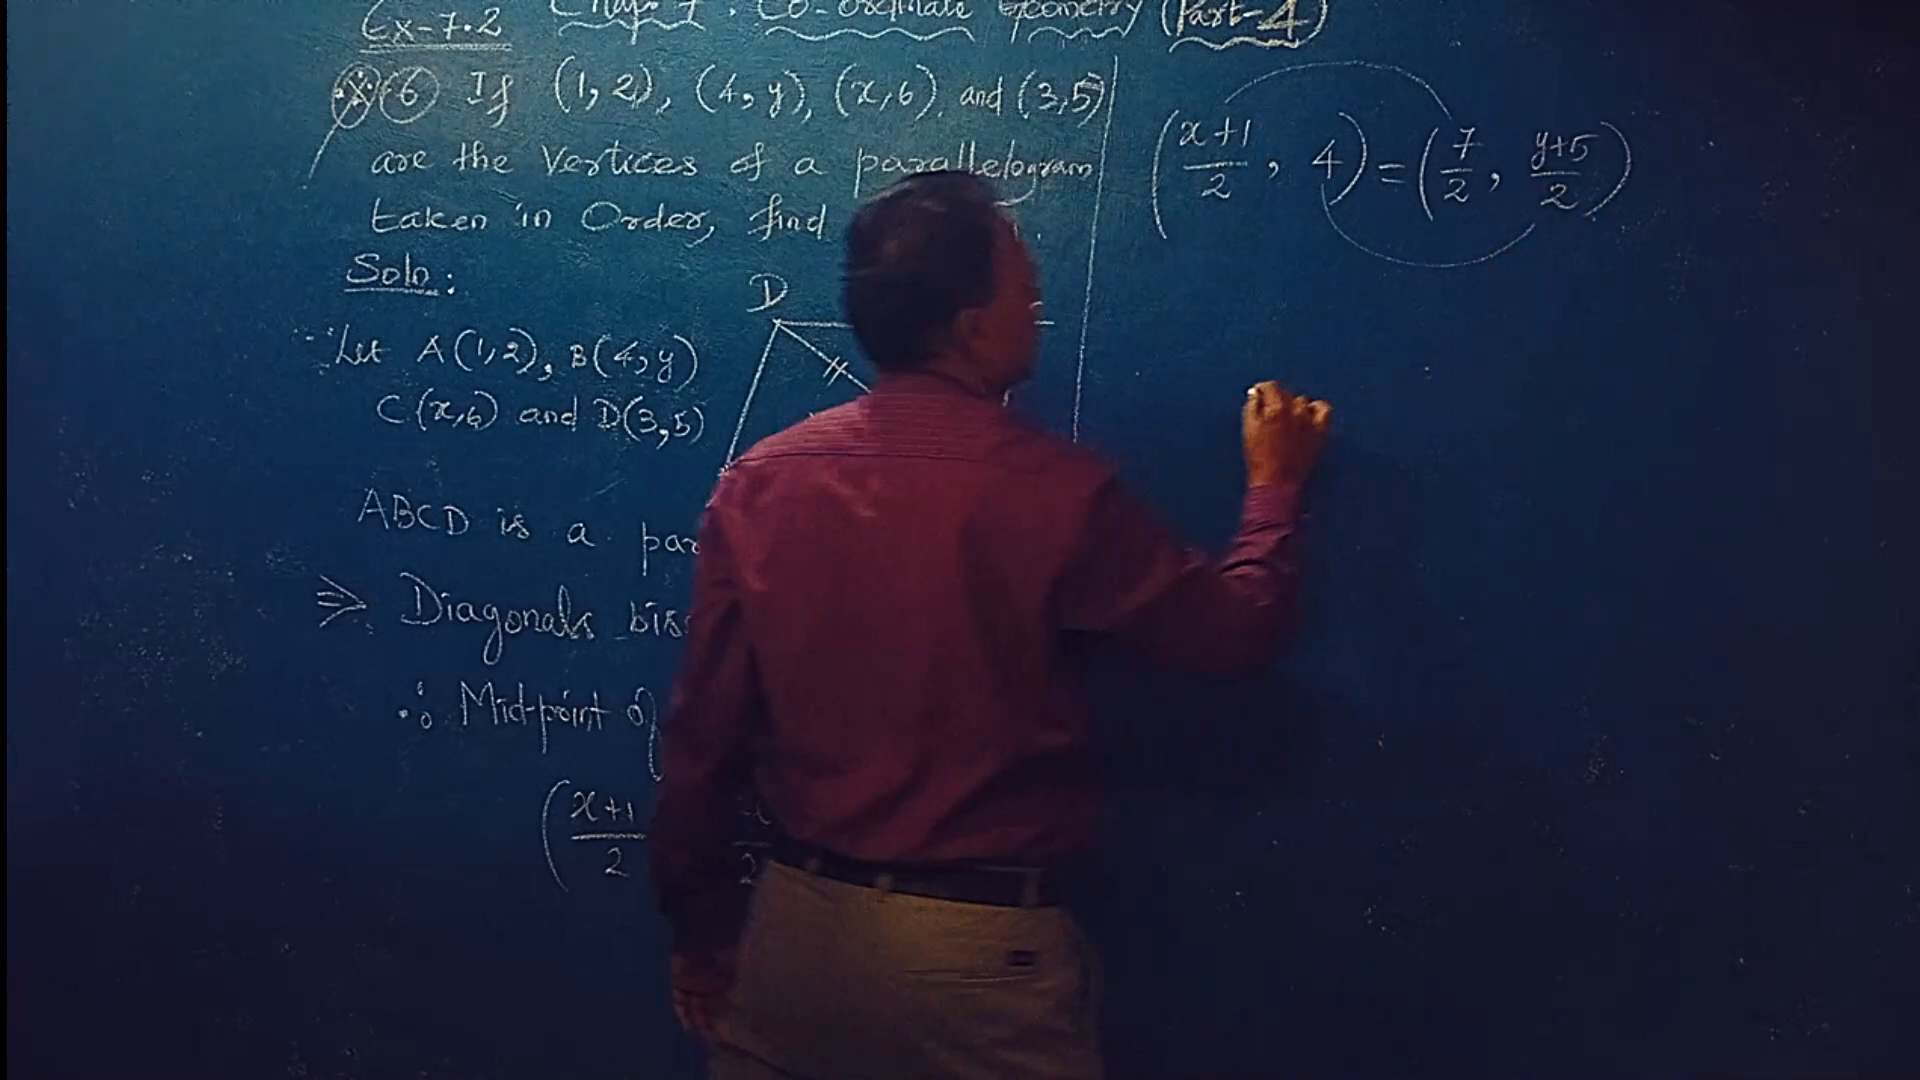 Ex-7.2 Chap 7. Co-ordinate Geometry (Part-4)
6 If (1,2), (4,y), (x,6) and (3,5)
are the Vertices of a parallelogram
taken in Order, find
Soln:
Let A(1,2), B(4,y)
C(x,6) and D(3,5)
D
ABCD is a par
⇒ Diagonals bis
∴ Mid-point of
(x+1/2
2
(x+1/2, 4) = (7/2, y+5/2)